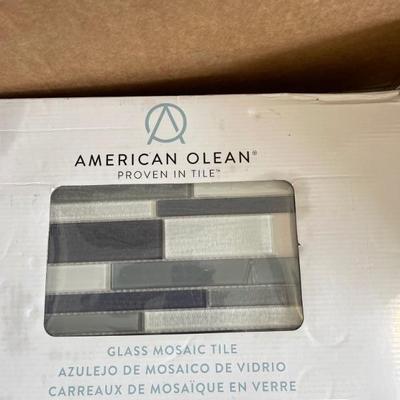 AMERICAN OLEAN®
PROVEN IN TILE™
GLASS MOSAIC TILE
AZULEJO DE MOSAICO DE VIDRIO
CARREAUX DE MOSAÏQUE EN VERRE